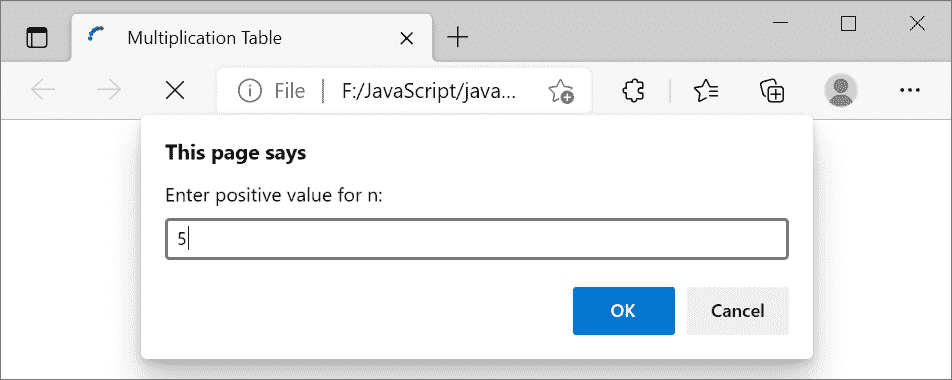 Multiplication Table
File F:/JavaScript/java...
This page says
Enter positive value for n:
5
OK Cancel